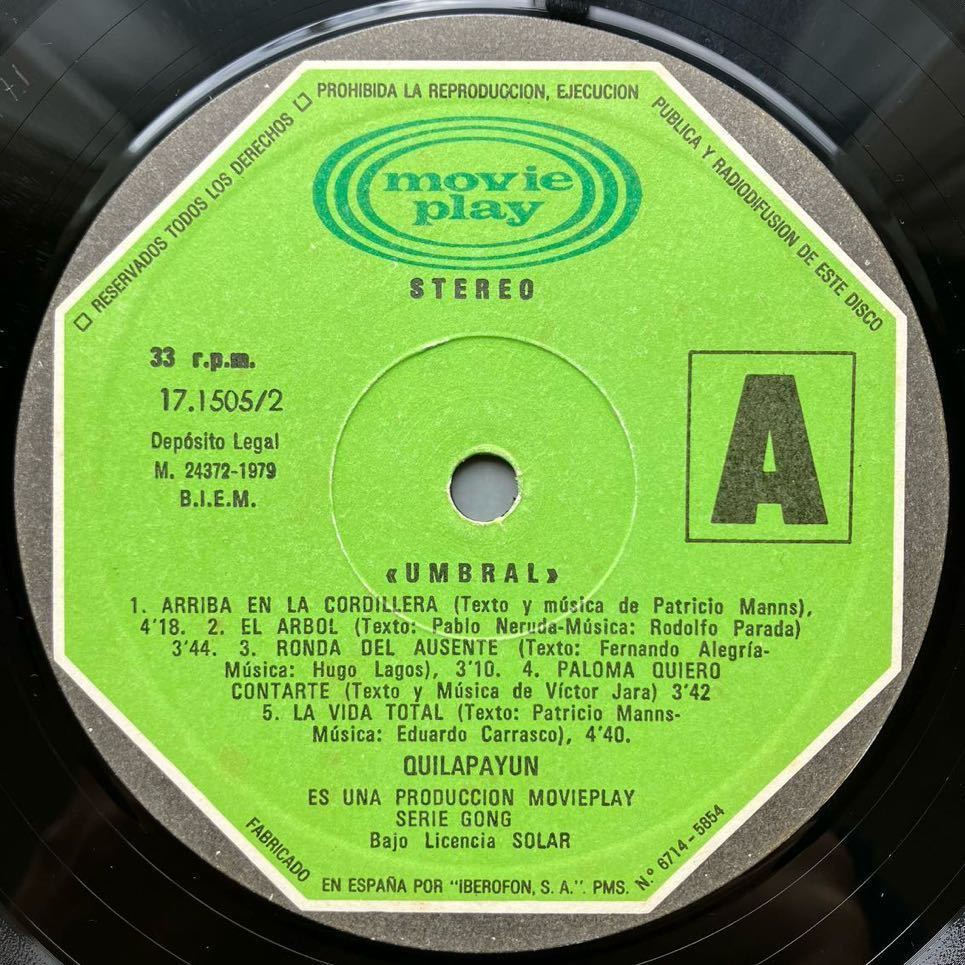 □ RESERVADOS TODOS LOS DERECHOS □ PROHIBIDA LA REPRODUCCION, EJECUCION PUBLICA Y RADIODIFUSION DE ESTE DISCO
movie
play
STEREO
33 r.p.m.
17.1505/2
Depósito Legal
M. 24372-1979
B.I.E.M.
A
«UMBRAL»
1. ARRIBA EN LA CORDILLERA (Texto y música de Patricio Manns),
4'18. 2. EL ARBOL (Texto: Pablo Neruda-Música: Rodolfo Parada)
3'44. 3. RONDA DEL AUSENTE (Texto: Fernando Alegría-
Música: Hugo Lagos), 3'10. 4. PALOMA QUIERO
CONTARTE (Texto y Música de Víctor Jara) 3'42
5. LA VIDA TOTAL (Texto: Patricio Manns-
Música: Eduardo Carrasco), 4'40.
QUILAPAYUN
ES UNA PRODUCCION MOVIEPLAY
SERIE GONG
Bajo Licencia SOLAR
FABRICADO EN ESPAÑA POR "IBEROFON, S. A.". PMS. N.º 6714-5854